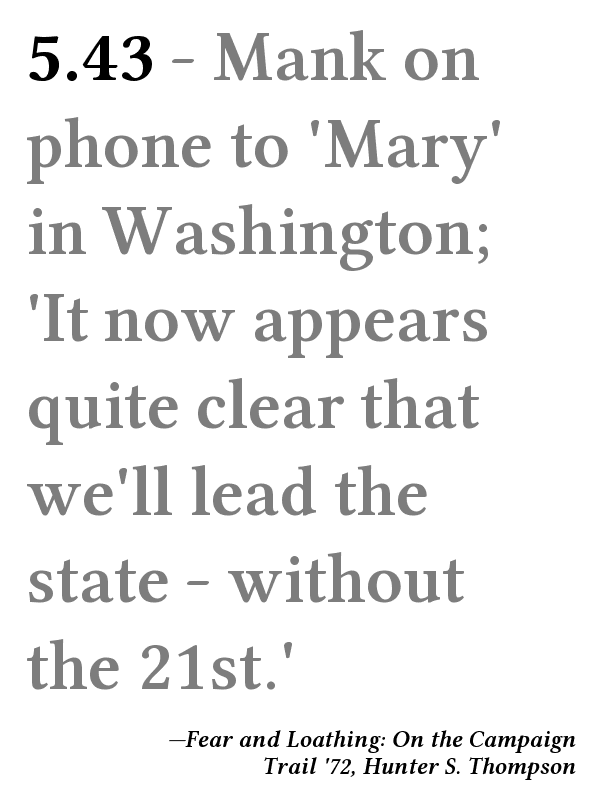 5.43 – Mank on
phone to 'Mary'
in Washington;
'It now appears
quite clear that
we'll lead the
state – without
the 21st.'
—Fear and Loathing: On the Campaign
Trail '72, Hunter S. Thompson